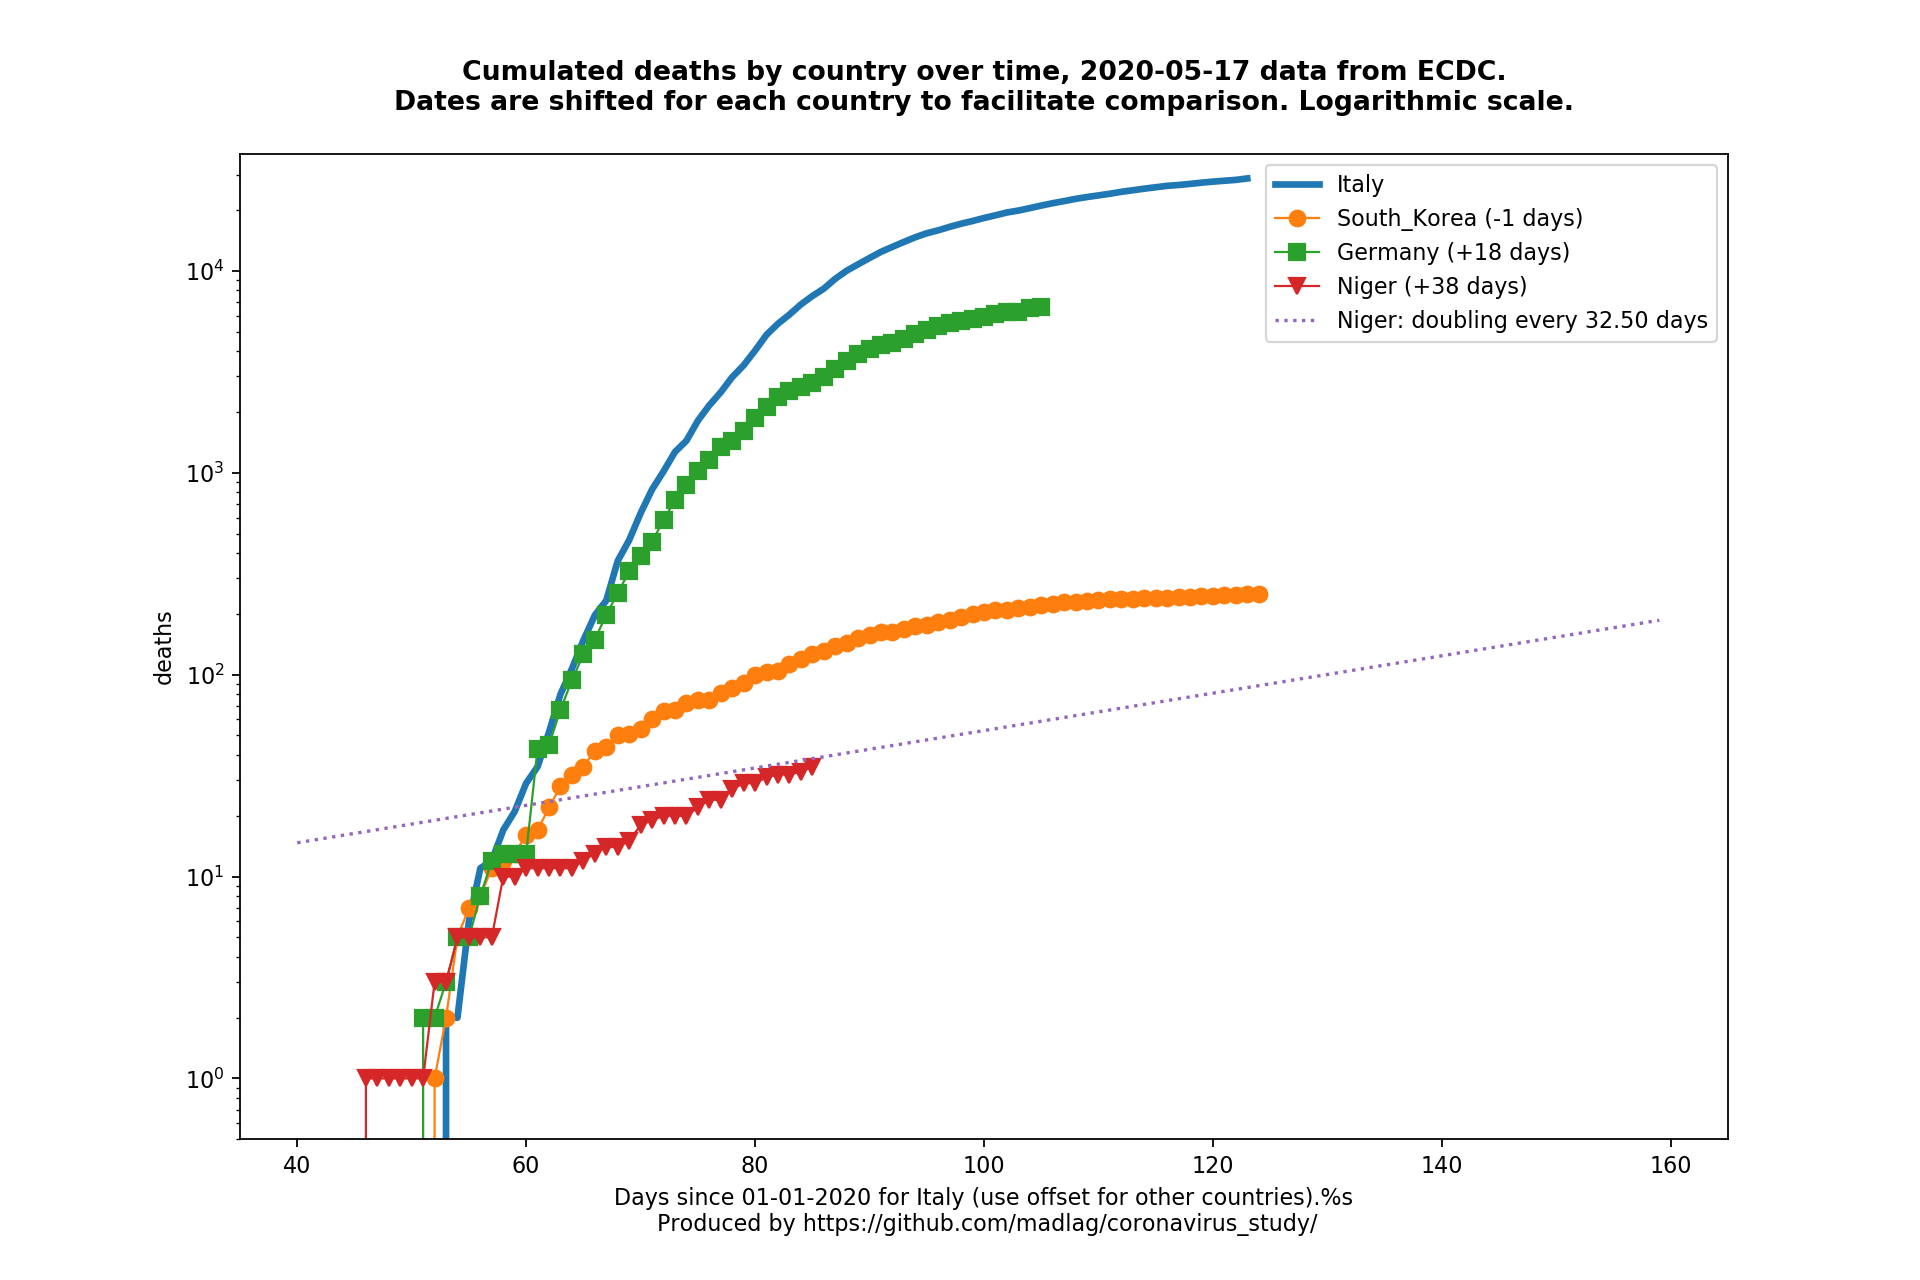 Cumulated deaths by country over time, 2020-05-17 data from ECDC.
Dates are shifted for each country to facilitate comparison. Logarithmic scale.
Italy
South_Korea (-1 days)
Germany (+18 days)
Niger (+38 days)
Niger: doubling every 32.50 days
deaths
10⁴
10³
10²
10¹
10⁰
40 60 80 100 120 140 160
Days since 01-01-2020 for Italy (use offset for other countries).%s
Produced by https://github.com/madlag/coronavirus_study/